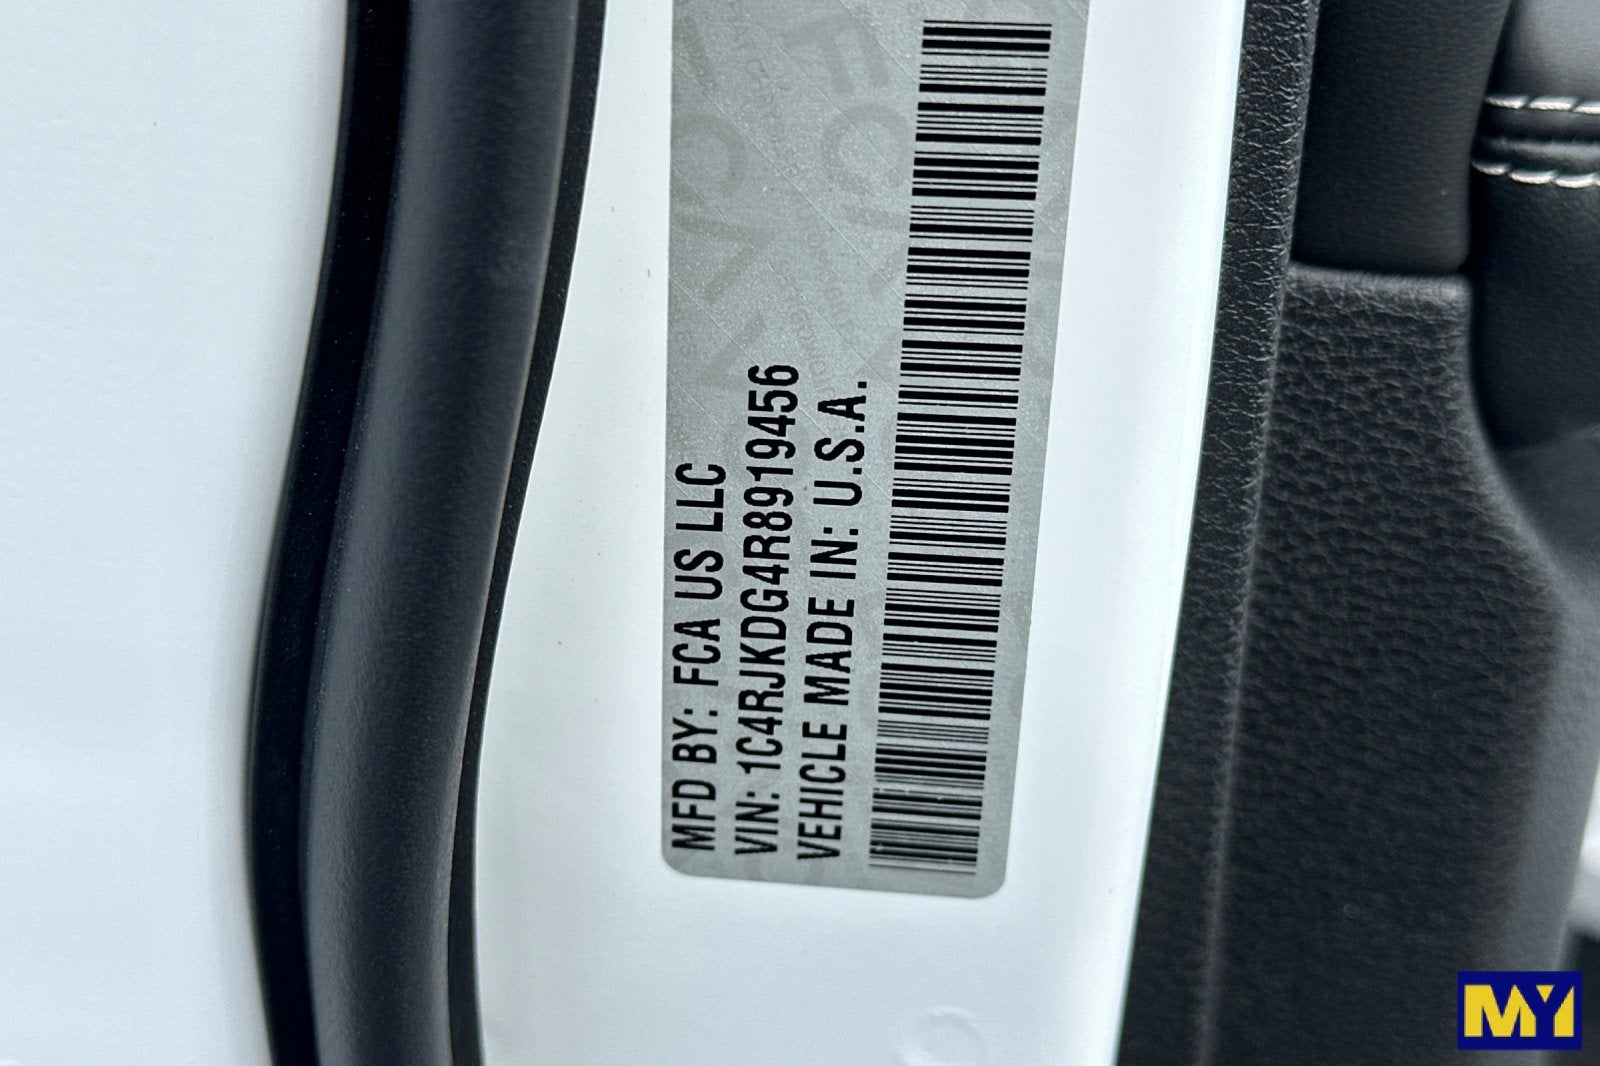 MFD BY: FCA US LLC
VIN: 1C4RJKDG4R8919456
VEHICLE MADE IN: U.S.A.
MY